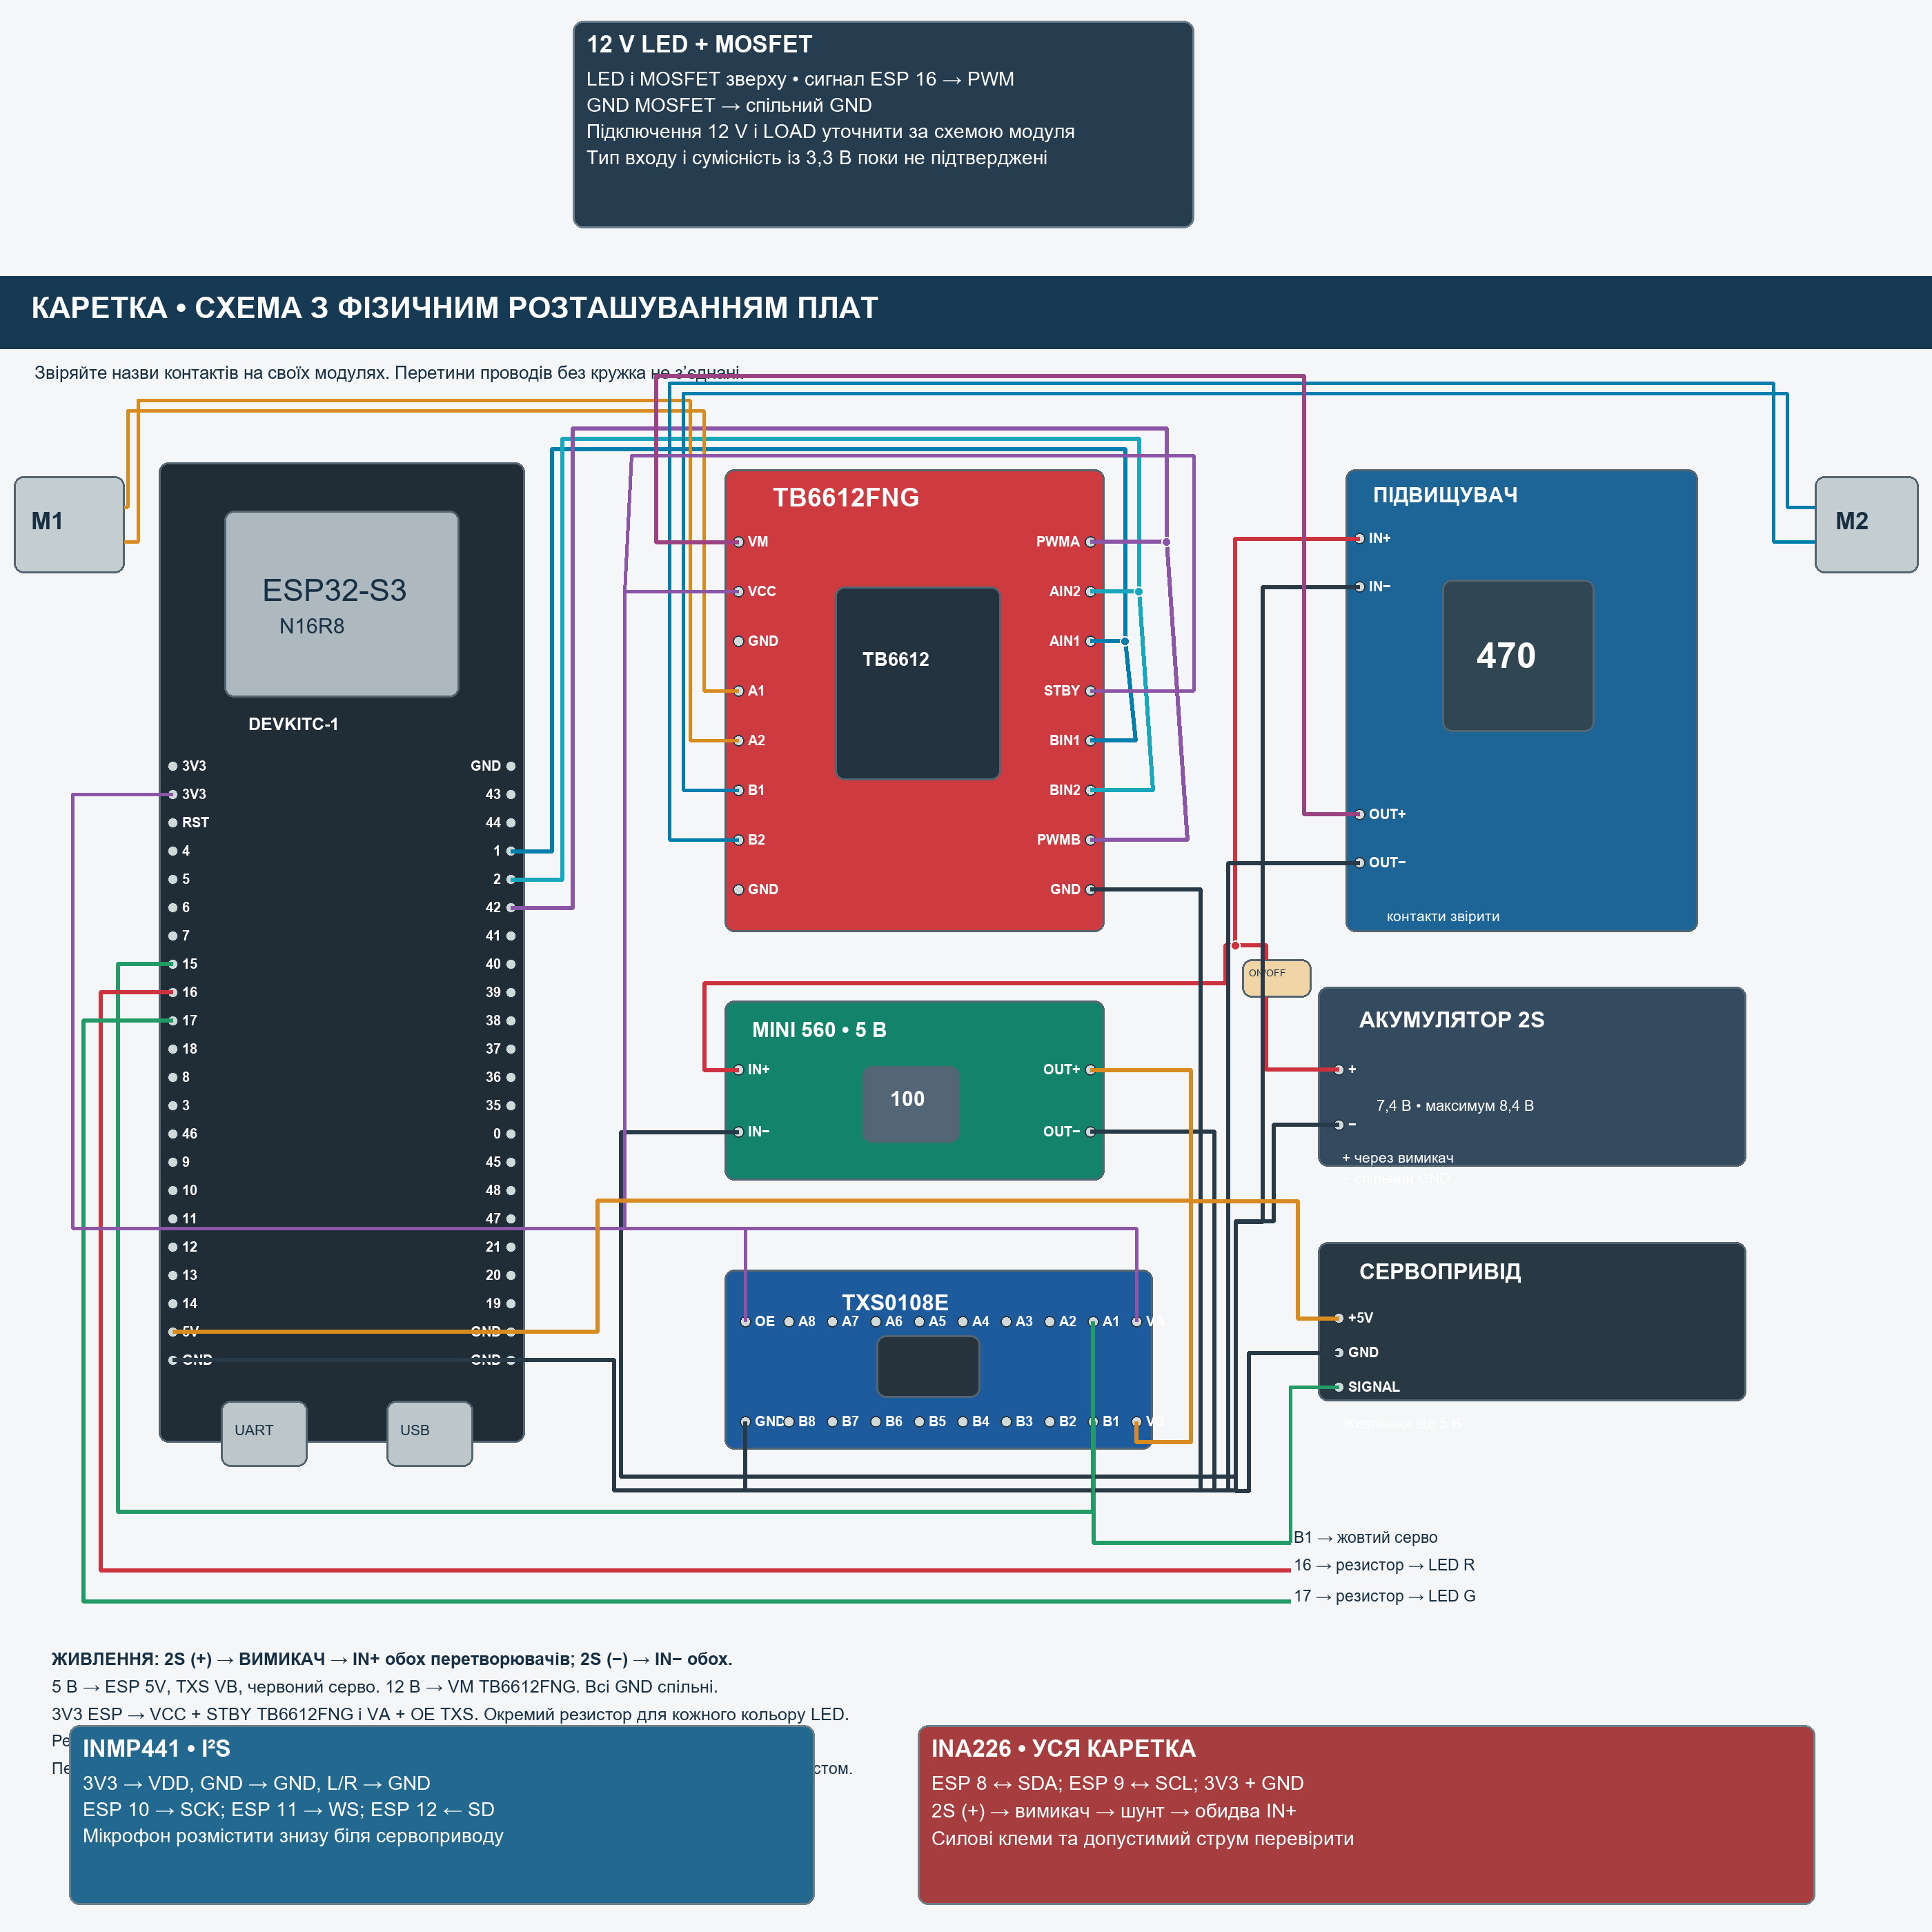 12 V LED + MOSFET
LED і MOSFET зверху • сигнал ESP 16 → PWM
GND MOSFET → спільний GND
Підключення 12 V і LOAD уточнити за схемою модуля
Тип входу і сумісність із 3,3 В поки не підтверджені
КАРЕТКА • СХЕМА З ФІЗИЧНИМ РОЗТАШУВАННЯМ ПЛАТ
Звіряйте назви контактів на своїх модулях. Перетини проводів без кружка не з’єднані.
M1
ESP32-S3
N16R8
DEVKITC-1
3V3 GND
3V3 43
RST 44
4 1
5 2
6 42
7 41
15 40
16 39
17 38
18 37
8 36
3 35
46 0
9 45
10 48
11 47
12 21
13 20
14 19
5V GND
GND GND
UART USB
TB6612FNG
VM PWMA
VCC AIN2
GND AIN1
TB6612
A1 STBY
A2 BIN1
B1 BIN2
B2 PWMB
GND GND
ПІДВИЩУВАЧ
IN+
IN−
470
OUT+
OUT−
контакти звірити
M2
ON/OFF
MINI 560 • 5 В
IN+ OUT+
100
IN− OUT−
АКУМУЛЯТОР 2S
+
7,4 В • максимум 8,4 В
−
+ через вимикач
− спільний GND
TXS0108E
OE A8 A7 A6 A5 A4 A3 A2 A1 VA
GND B8 B7 B6 B5 B4 B3 B2 B1 VB
СЕРВОПРИВІД
+5V
GND
SIGNAL
Живлення від 5 В
B1 → жовтий серво
16 → резистор → LED R
17 → резистор → LED G
ЖИВЛЕННЯ: 2S (+) → ВИМИКАЧ → IN+ обох перетворювачів; 2S (−) → IN− обох.
5 В → ESP 5V, TXS VB, червоний серво. 12 В → VM TB6612FNG. Всі GND спільні.
3V3 ESP → VCC + STBY TB6612FNG і VA + OE TXS. Окремий резистор для кожного кольору LED.
INMP441 • I²S
3V3 → VDD, GND → GND, L/R → GND
ESP 10 → SCK; ESP 11 → WS; ESP 12 ← SD
Мікрофон розмістити знизу біля сервоприводу
INA226 • УСЯ КАРЕТКА
ESP 8 ↔ SDA; ESP 9 ↔ SCL; 3V3 + GND
2S (+) → вимикач → шунт → обидва IN+
Силові клеми та допустимий струм перевірити